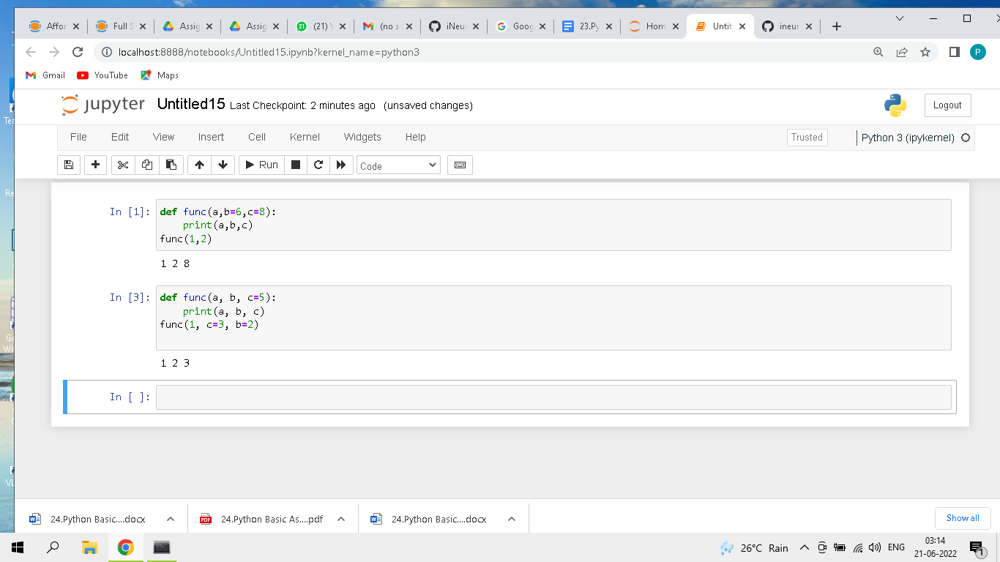 Affor
Full S
Assig
Assig
(21)
(no s
iNeur
Goog
23.Py
Hom
Untit
ineur
localhost:8888/notebooks/Untitled15.ipynb?kernel_name=python3
P
Gmail
YouTube
Maps
jupyter Untitled15 Last Checkpoint: 2 minutes ago (unsaved changes)
Logout
File Edit View Insert Cell Kernel Widgets Help
Trusted
Python 3 (ipykernel)
Run
Code
In [1]: def func(a,b=6,c=8):
print(a,b,c)
func(1,2)
1 2 8
In [3]: def func(a, b, c=5):
print(a, b, c)
func(1, c=3, b=2)
1 2 3
In [ ]:
24.Python Basic....docx
24.Python Basic As....pdf
24.Python Basic....docx
Show all
26°C Rain
ENG
03:14
21-06-2022
1